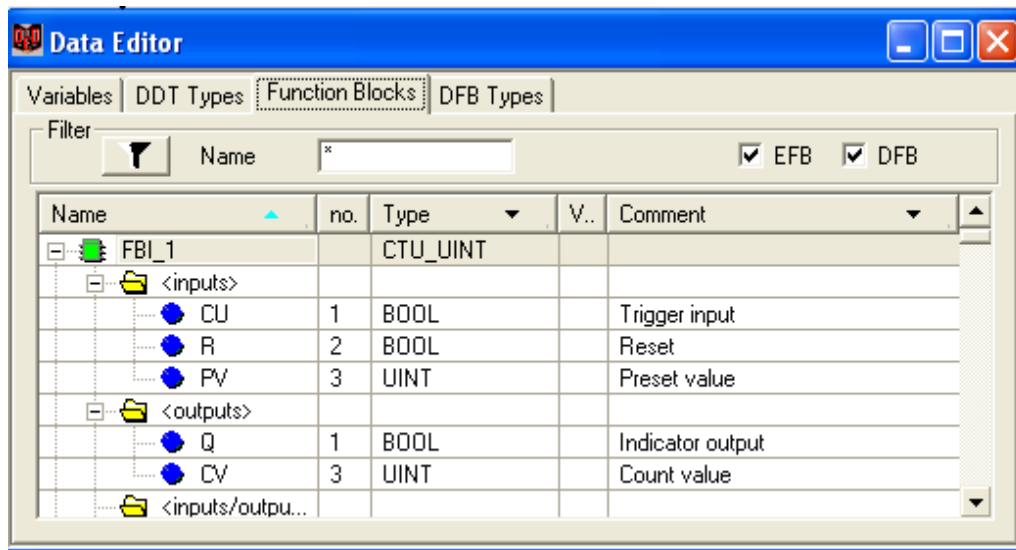 Data Editor
Variables DDT Types Function Blocks DFB Types
Filter
Name * EFB DFB
Name no. Type V.. Comment
FBI_1 CTU_UINT
<inputs>
CU 1 BOOL Trigger input
R 2 BOOL Reset
PV 3 UINT Preset value
<outputs>
Q 1 BOOL Indicator output
CV 3 UINT Count value
<inputs/outpu...